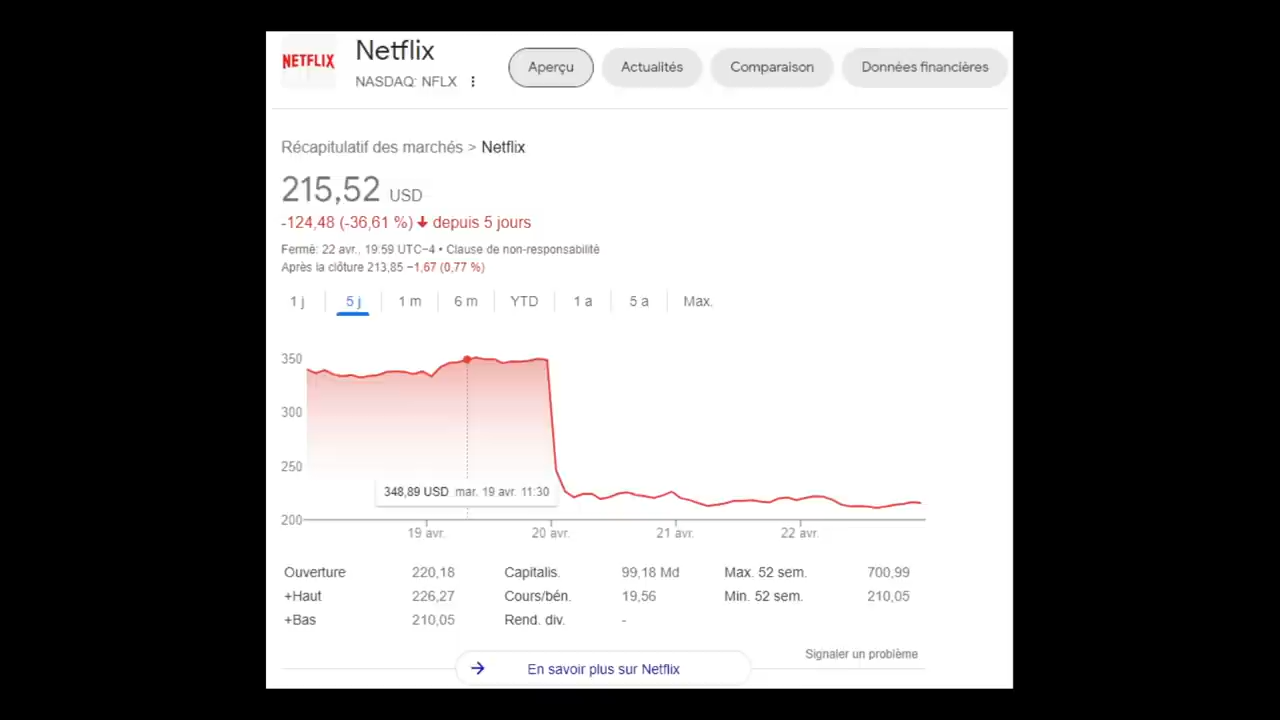 NETFLIX
Netflix
NASDAQ: NFLX
Aperçu
Actualités
Comparaison
Données financières
Récapitulatif des marchés > Netflix
215,52 USD
-124,48 (-36,61 %) depuis 5 jours
Fermé: 22 avr., 19:59 UTC−4 • Clause de non-responsabilité
Après la clôture 213,85 −1,67 (0,77 %)
1 j 5 j 1 m 6 m YTD 1 a 5 a Max.
350
300
250
200
348,89 USD mar. 19 avr. 11:30
19 avr. 20 avr. 21 avr. 22 avr.
Ouverture 220,18 Capitalis. 99,18 Md Max. 52 sem. 700,99
+Haut 226,27 Cours/bén. 19,56 Min. 52 sem. 210,05
+Bas 210,05 Rend. div. -
Signaler un problème
En savoir plus sur Netflix